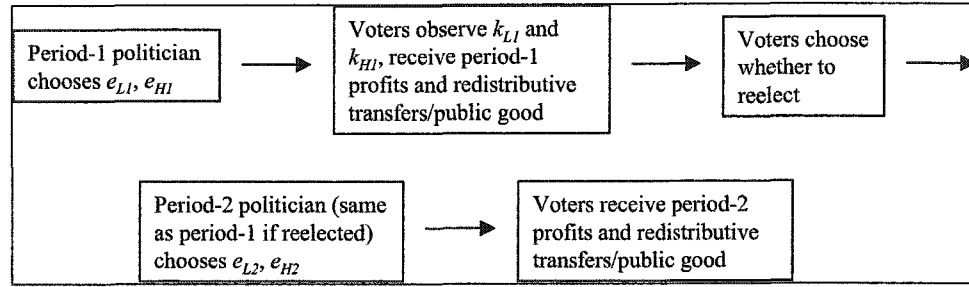 Period-1 politician
chooses e_{L1}, e_{H1}
Voters observe k_{L1} and
k_{H1}, receive period-1
profits and redistributive
transfers/public good
Voters choose
whether to
reelect
Period-2 politician (same
as period-1 if reelected)
chooses e_{L2}, e_{H2}
Voters receive period-2
profits and redistributive
transfers/public good